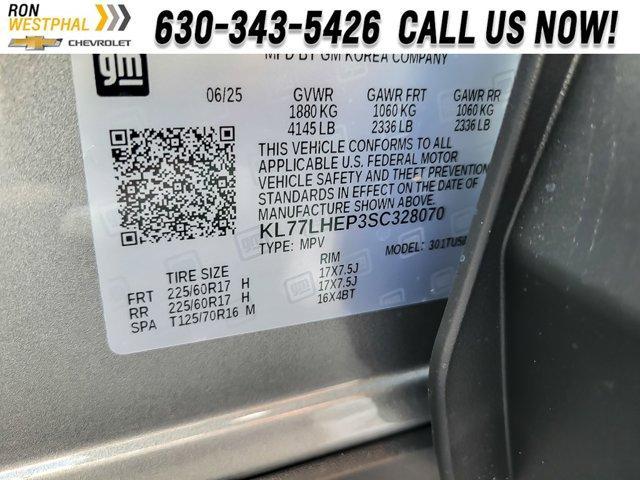 RON
WESTPHAL
CHEVROLET
630-343-5426 CALL US NOW!
gm
MFD BY GM KOREA COMPANY
06/25 GVWR GAWR FRT GAWR RR
1880 KG 1060 KG 1060 KG
4145 LB 2336 LB 2336 LB
THIS VEHICLE CONFORMS TO ALL
APPLICABLE U.S. FEDERAL MOTOR
VEHICLE SAFETY AND THEFT PREVENTION
STANDARDS IN EFFECT ON THE DATE OF
MANUFACTURE SHOWN ABOVE.
KL77LHEP3SC328070
TYPE: MPV MODEL: 301TU58
TIRE SIZE RIM
FRT 225/60R17 H 17X7.5J
RR 225/60R17 H 17X7.5J
SPA T125/70R16 M 16X4BT